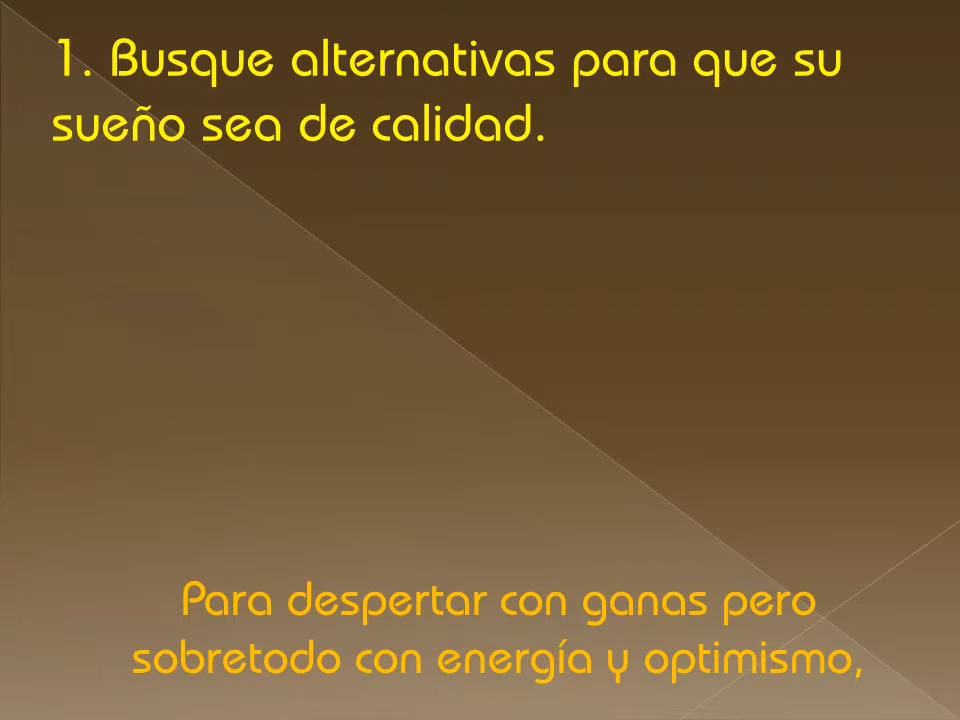 1. Busque alternativas para que su
sueño sea de calidad.
Para despertar con ganas pero
sobretodo con energía y optimismo,